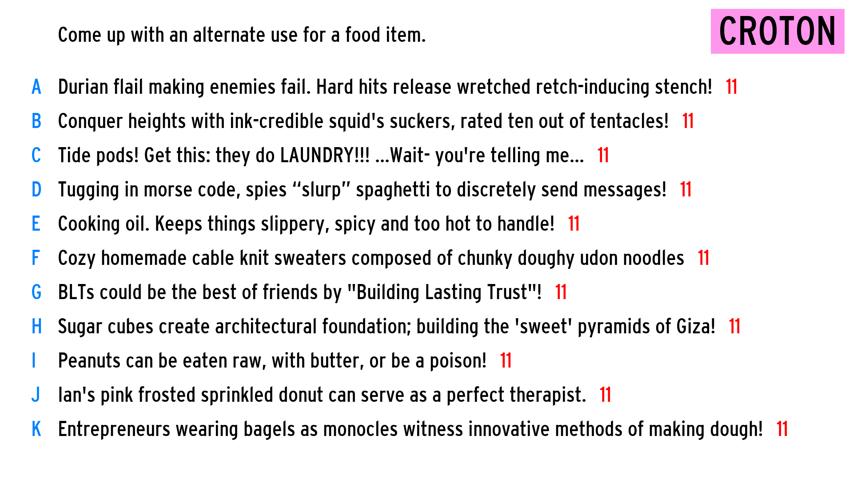 Come up with an alternate use for a food item.
CROTON
A Durian flail making enemies fail. Hard hits release wretched retch-inducing stench! 11
B Conquer heights with ink-credible squid's suckers, rated ten out of tentacles! 11
C Tide pods! Get this: they do LAUNDRY!!! ...Wait- you're telling me... 11
D Tugging in morse code, spies “slurp” spaghetti to discretely send messages! 11
E Cooking oil. Keeps things slippery, spicy and too hot to handle! 11
F Cozy homemade cable knit sweaters composed of chunky doughy udon noodles 11
G BLTs could be the best of friends by "Building Lasting Trust"! 11
H Sugar cubes create architectural foundation; building the 'sweet' pyramids of Giza! 11
I Peanuts can be eaten raw, with butter, or be a poison! 11
J Ian's pink frosted sprinkled donut can serve as a perfect therapist. 11
K Entrepreneurs wearing bagels as monocles witness innovative methods of making dough! 11